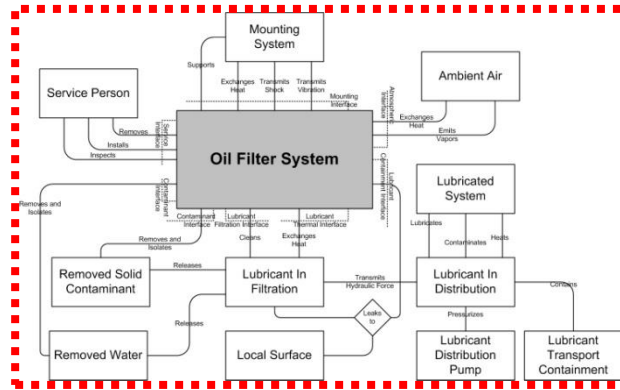 Mounting
System
Supports
Exchanges
Heat
Transmits
Shock
Transmits
Vibration
Mounting
Interface
Service Person
Removes
Installs
Inspects
Service
Interface
Atmospheric
Interface
Ambient Air
Exchanges
Heat
Emits
Vapors
Oil Filter System
Removes and
Isolates
Contaminant
Interface
Contaminant
Interface
Lubricant
Filtration Interface
Lubricant
Thermal Interface
Lubricant
Containment Interface
Lubricated
System
Lubricates
Contaminates
Heats
Removes and
Isolates
Cleans
Exchanges
Heat
Removed Solid
Contaminant
Releases
Lubricant In
Filtration
Transmits
Hydraulic Force
Lubricant In
Distribution
Contains
Releases
Leaks
to
Pressurizes
Removed Water
Local Surface
Lubricant
Distribution
Pump
Lubricant
Transport
Containment